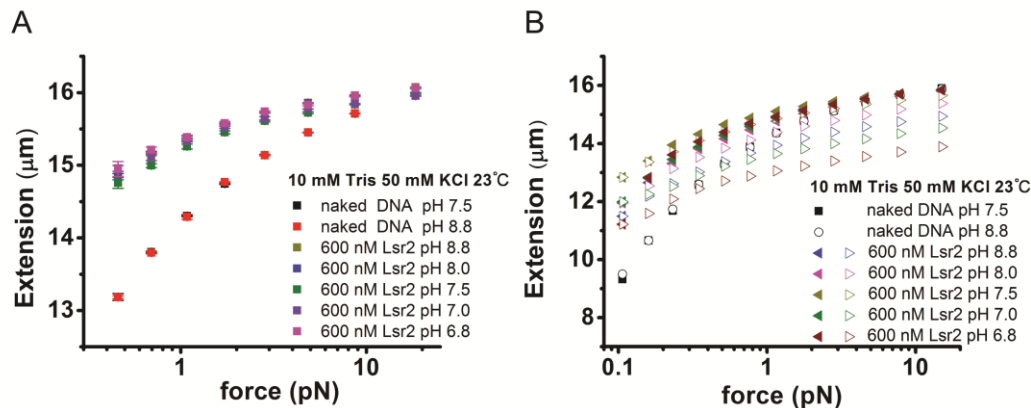 A
Extension (μm)
16
15
14
13
10 mM Tris 50 mM KCl 23°C
naked DNA pH 7.5
naked DNA pH 8.8
600 nM Lsr2 pH 8.8
600 nM Lsr2 pH 8.0
600 nM Lsr2 pH 7.5
600 nM Lsr2 pH 7.0
600 nM Lsr2 pH 6.8
1
10
force (pN)
B
Extension (μm)
16
14
12
10
8
10 mM Tris 50 mM KCl 23°C
naked DNA pH 7.5
naked DNA pH 8.8
600 nM Lsr2 pH 8.8
600 nM Lsr2 pH 8.0
600 nM Lsr2 pH 7.5
600 nM Lsr2 pH 7.0
600 nM Lsr2 pH 6.8
0.1
1
10
force (pN)